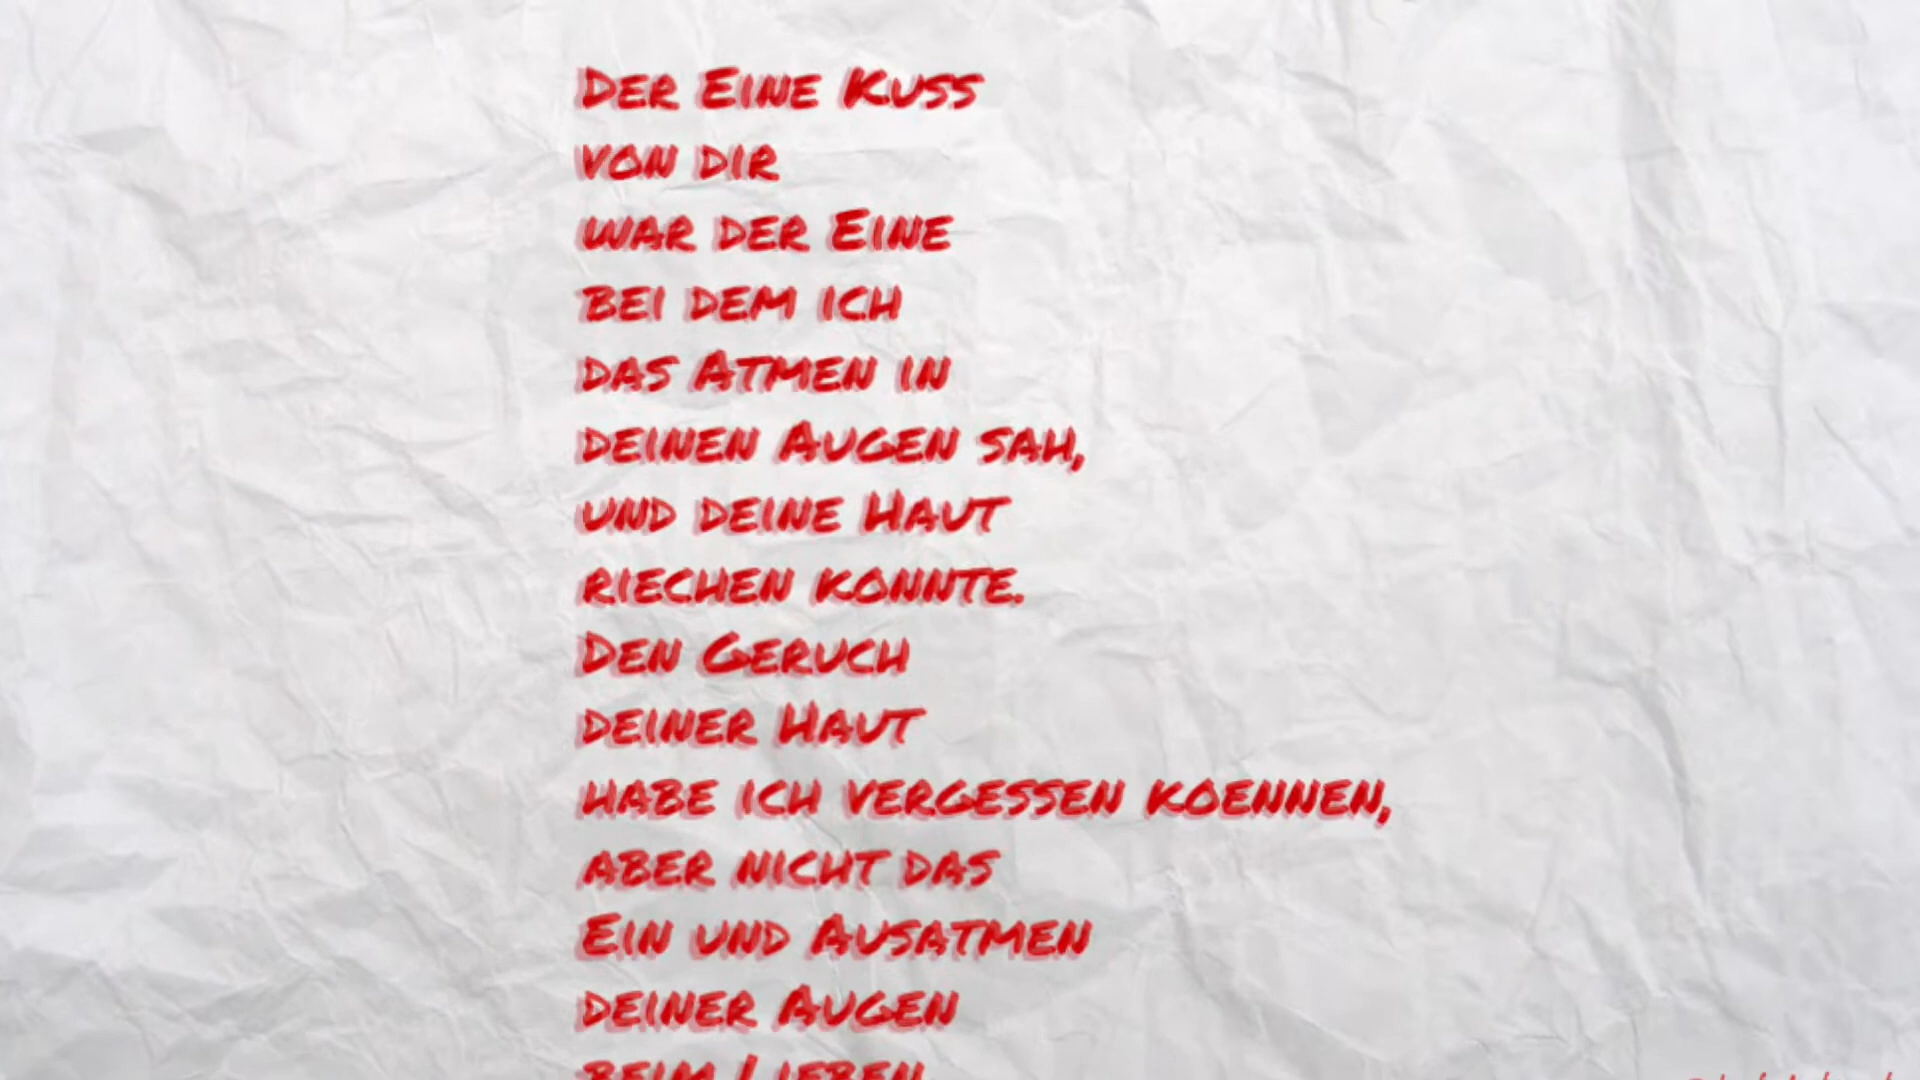 Der Eine Kuss
von dir
war der Eine
bei dem ich
das Atmen in
deinen Augen sah,
und deine Haut
riechen konnte.
Den Geruch
deiner Haut
habe ich vergessen koennen,
aber nicht das
Ein und Ausatmen
deiner Augen
beim Lieben